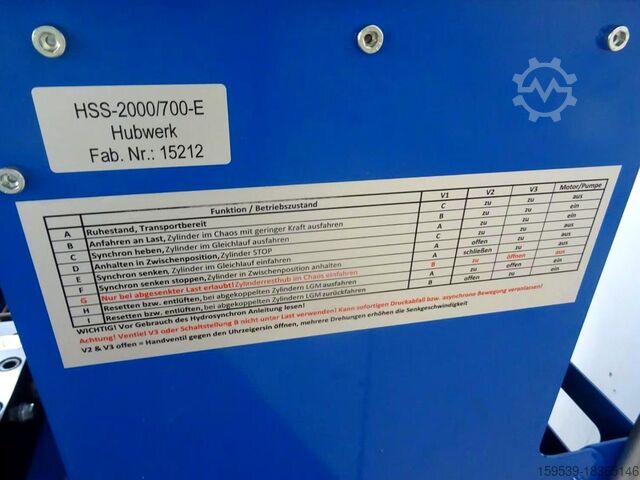 HSS-2000/700-E
Hubwerk
Fab. Nr.: 15212
Funktion / Betriebszustand V1 V2 V3 Motor/Pumpe
A Ruhestand, Transportbereit C zu zu aus
B Anfahren an Last, Zylinder im Chaos mit geringer Kraft ausfahren B zu zu ein
C Synchron heben, Zylinder im Gleichlauf ausfahren A zu zu ein
D Anhalten in Zwischenposition, Zylinder STOP A zu zu aus
E Synchron senken, Zylinder im Gleichlauf einfahren A offen zu aus
F Synchron senken stoppen, Zylinder in Zwischenposition anhalten A schließen zu aus
G Nur bei abgesenkter Last erlaubt! Zylinderresthub im Chaos einfahren B zu öffnen aus
H Resetten bzw. entlüften, bei abgekoppelten Zylindern LGM ausfahren A zu offen ein
I Resetten bzw. entlüften, bei abgekoppelten Zylindern LGM zurückfahren B offen zu ein
WICHTIG! Vor Gebrauch des Hydrosynchron Anleitung lesen!
Achtung! Ventiel V3 oder Schaltstellung B nicht unter Last verwenden! Kann sofortigen Druckabfall bzw. asynchrone Bewegung veranlassen!
V2 & V3 offen = Handventil gegen den Uhrzeigersin öffnen, mehrere Drehungen erhöhen die Senkgeschwindigkeit
159539-18365146